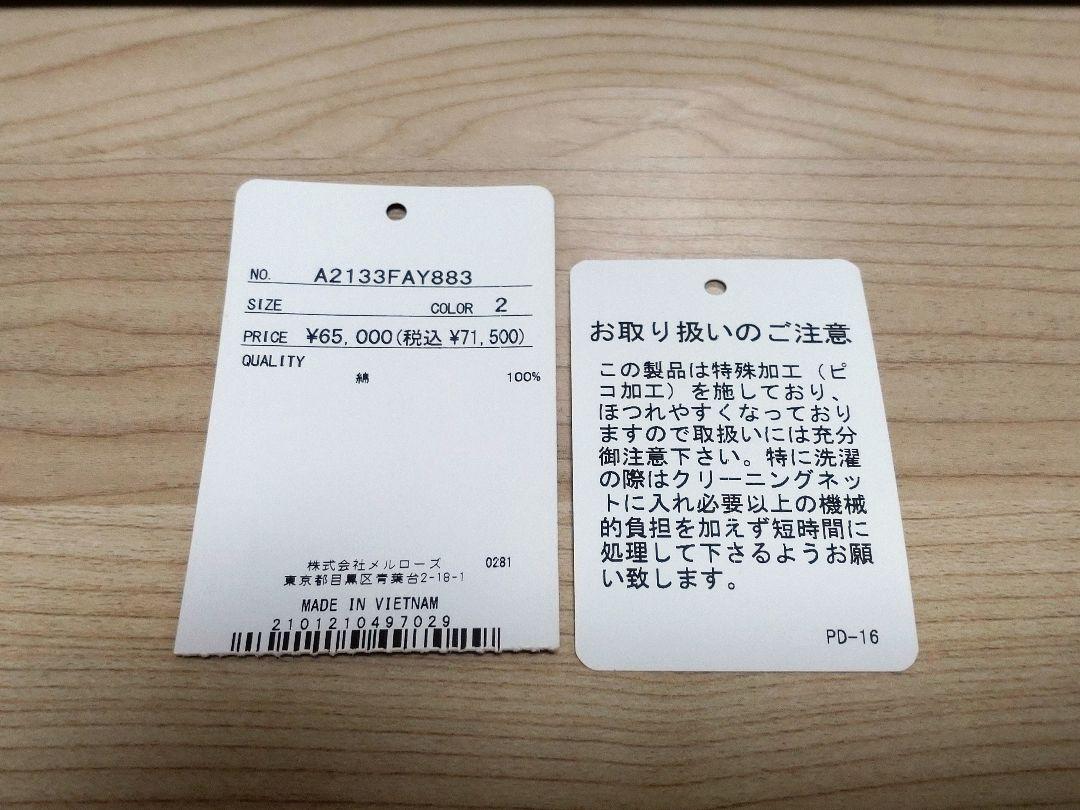 NO. A2133FAY883
SIZE COLOR 2
PRICE ¥65,000(税込 ¥71,500)
QUALITY
綿 100%
株式会社メルローズ 0281
東京都目黒区青葉台2-18-1
MADE IN VIETNAM
2101210497029
お取り扱いのご注意
この製品は特殊加工（ピ
コ加工）を施しており、
ほつれやすくなっており
ますので取扱いには充分
御注意下さい。特に洗濯
の際はクリーニングネッ
トに入れ必要以上の機械
的負担を加えず短時間に
処理して下さるようお願
い致します。
PD-16